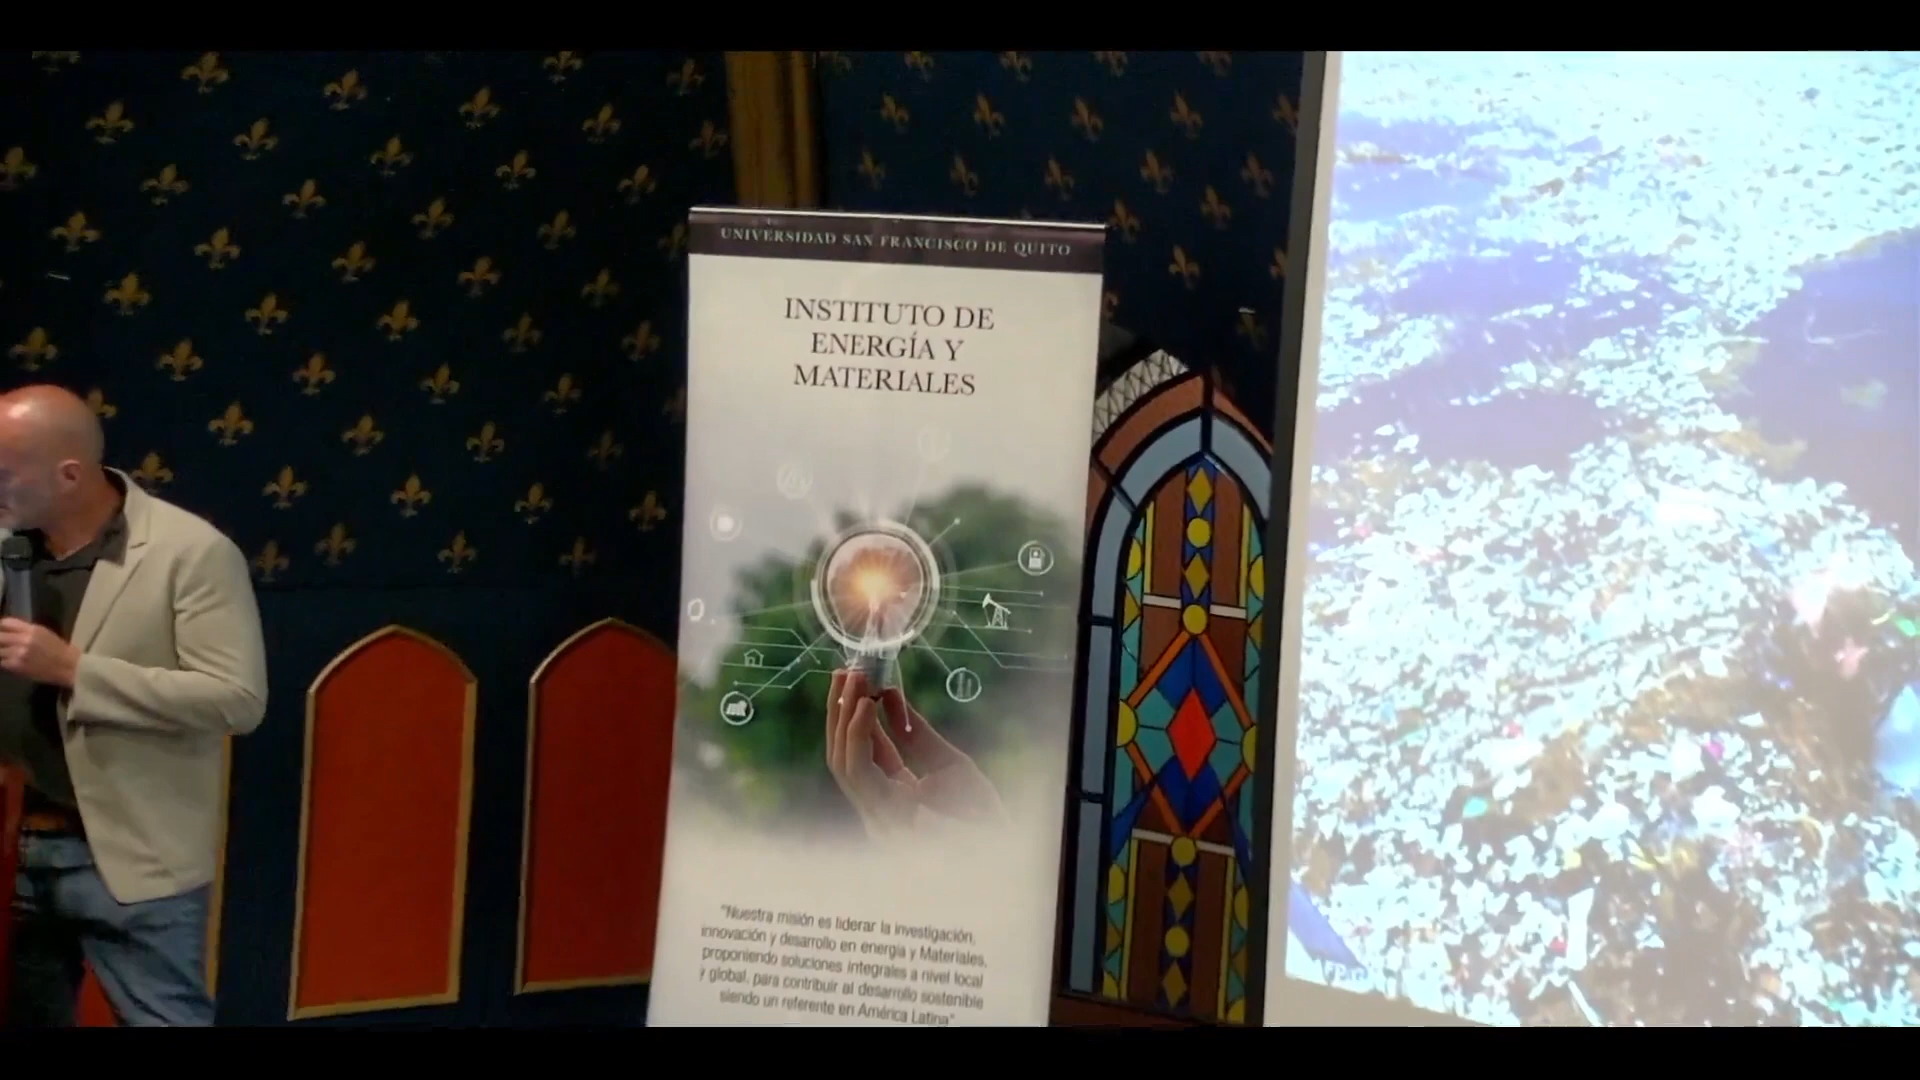 UNIVERSIDAD SAN FRANCISCO DE QUITO
INSTITUTO DE
ENERGÍA Y
MATERIALES
"Nuestra misión es liderar la investigación,
innovación y desarrollo en energía y Materiales,
proponiendo soluciones integrales a nivel local
y global, para contribuir al desarrollo sostenible
siendo un referente en América Latina"